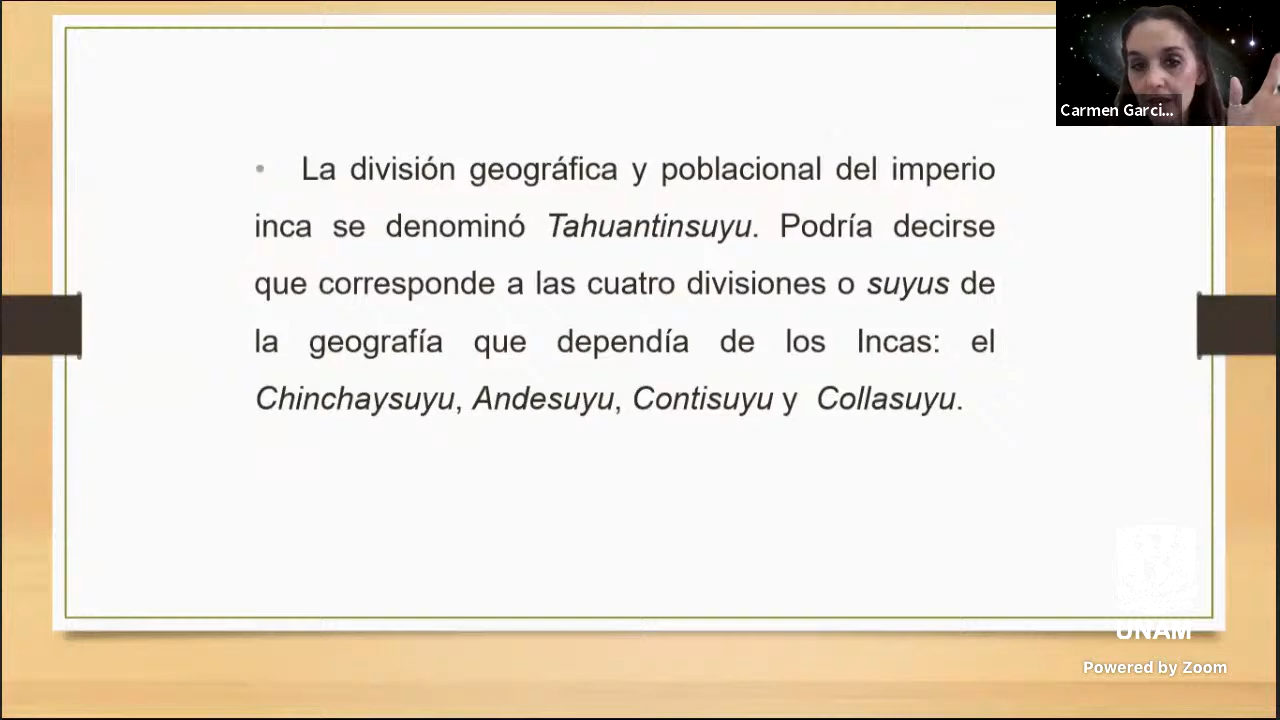 Carmen Garci...
• La división geográfica y poblacional del imperio
inca se denominó Tahuantinsuyu. Podría decirse
que corresponde a las cuatro divisiones o suyus de
la geografía que dependía de los Incas: el
Chinchaysuyu, Andesuyu, Contisuyu y Collasuyu.
UNAM
Powered by Zoom